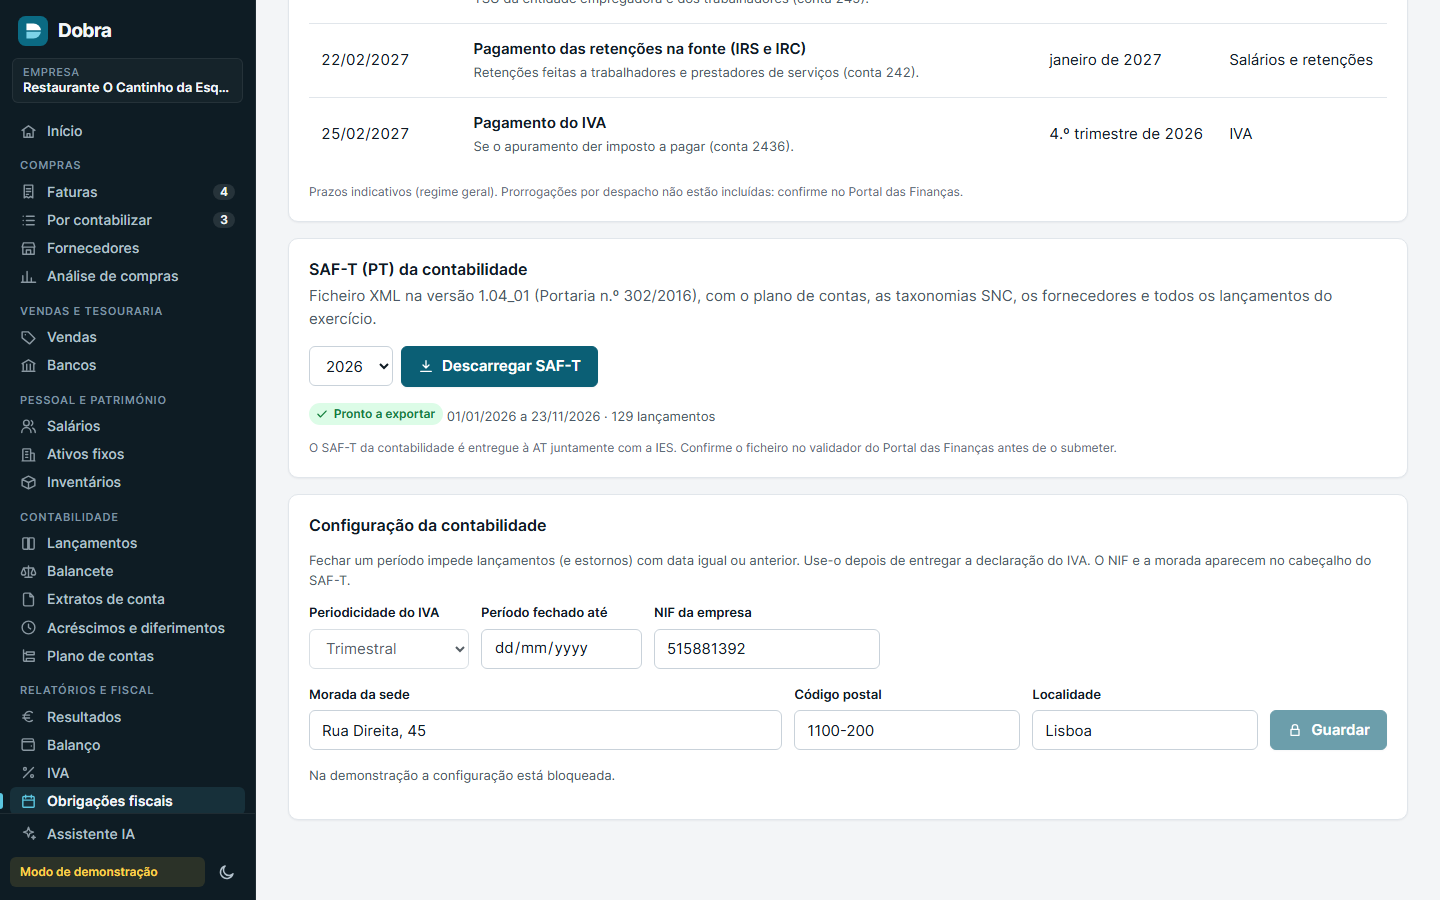 Dobra
EMPRESA
Restaurante O Cantinho da Esq...
Início
COMPRAS
Faturas 4
Por contabilizar 3
Fornecedores
Análise de compras
VENDAS E TESOURARIA
Vendas
Bancos
PESSOAL E PATRIMÓNIO
Salários
Ativos fixos
Inventários
CONTABILIDADE
Lançamentos
Balancete
Extratos de conta
Acréscimos e diferimentos
Plano de contas
RELATÓRIOS E FISCAL
Resultados
Balanço
IVA
Obrigações fiscais
Assistente IA
Modo de demonstração
TSU da entidade empregadora e dos trabalhadores (conta 245).
22/02/2027
Pagamento das retenções na fonte (IRS e IRC)
Retenções feitas a trabalhadores e prestadores de serviços (conta 242).
janeiro de 2027
Salários e retenções
25/02/2027
Pagamento do IVA
Se o apuramento der imposto a pagar (conta 2436).
4.º trimestre de 2026
IVA
Prazos indicativos (regime geral). Prorrogações por despacho não estão incluídas: confirme no Portal das Finanças.
SAF-T (PT) da contabilidade
Ficheiro XML na versão 1.04_01 (Portaria n.º 302/2016), com o plano de contas, as taxonomias SNC, os fornecedores e todos os lançamentos do
exercício.
2026
Descarregar SAF-T
Pronto a exportar 01/01/2026 a 23/11/2026 · 129 lançamentos
O SAF-T da contabilidade é entregue à AT juntamente com a IES. Confirme o ficheiro no validador do Portal das Finanças antes de o submeter.
Configuração da contabilidade
Fechar um período impede lançamentos (e estornos) com data igual ou anterior. Use-o depois de entregar a declaração do IVA. O NIF e a morada aparecem no cabeçalho do
SAF-T.
Periodicidade do IVA
Trimestral
Período fechado até
dd/mm/yyyy
NIF da empresa
515881392
Morada da sede
Rua Direita, 45
Código postal
1100-200
Localidade
Lisboa
Guardar
Na demonstração a configuração está bloqueada.